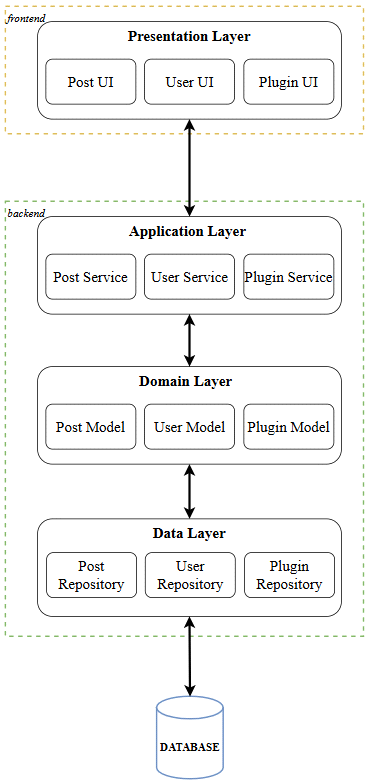 frontend
Presentation Layer
Post UI
User UI
Plugin UI
backend
Application Layer
Post Service
User Service
Plugin Service
Domain Layer
Post Model
User Model
Plugin Model
Data Layer
Post
Repository
User
Repository
Plugin
Repository
DATABASE